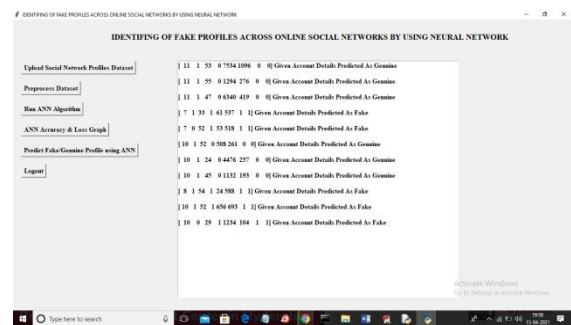 IDENTIFING OF FAKE PROFILES ACROSS ONLINE SOCIAL NETWORKS BY USING NEURAL NETWORK
IDENTIFING OF FAKE PROFILES ACROSS ONLINE SOCIAL NETWORKS BY USING NEURAL NETWORK
Upload Social Network Profiles Dataset
Preprocess Dataset
Run ANN Algorithm
ANN Accuracy & Loss Graph
Predict Fake/Genuine Profile using ANN
Logout
[ 11 1 53 0 7534 1096 0 0] Given Account Details Predicted As Genuine
[ 11 1 55 0 1294 276 0 0] Given Account Details Predicted As Genuine
[ 11 1 47 0 6340 419 0 0] Given Account Details Predicted As Genuine
[ 7 1 33 1 61 537 1 1] Given Account Details Predicted As Fake
[ 7 0 52 1 53 518 1 1] Given Account Details Predicted As Fake
[10 1 52 0 508 261 0 0] Given Account Details Predicted As Genuine
[ 10 1 24 0 4476 257 0 0] Given Account Details Predicted As Genuine
[ 10 1 45 0 1132 193 0 0] Given Account Details Predicted As Genuine
[ 8 1 54 1 24 588 1 1] Given Account Details Predicted As Fake
[ 10 1 52 1 656 693 1 1] Given Account Details Predicted As Fake
[ 10 0 29 1 1234 104 1 1] Given Account Details Predicted As Fake
Activate Windows
Go to Settings to activate Windows.
Type here to search
19:30
13-06-2021